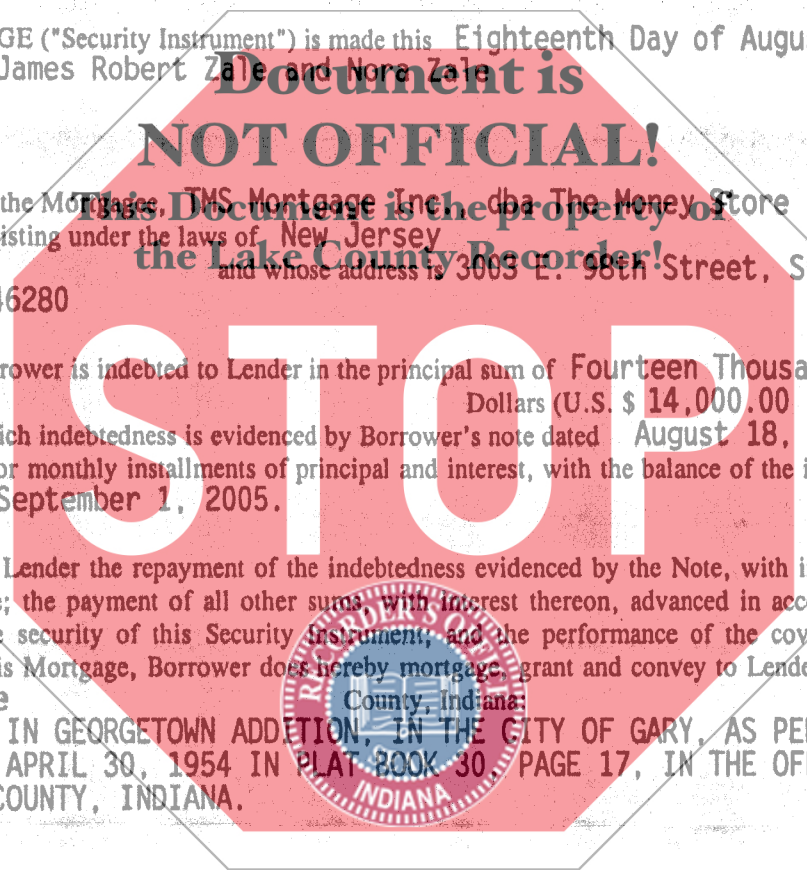 GE ("Security Instrument") is made this Eighteenth Day of Augu
James Robert Zale and Nora Zale
Document is
NOT OFFICIAL!
the Mortgagee, TMS Mortgage Inc., dba The Money Store
This Document is the property of
isting under the laws of New Jersey
the Lake County Recorder!
and whose address is 3003 E. 98th Street, S
46280
STOP
rower is indebted to Lender in the principal sum of Fourteen Thousa
Dollars (U.S. $ 14,000.00
ich indebtedness is evidenced by Borrower's note dated August 18,
or monthly installments of principal and interest, with the balance of the i
September 1, 2005.
Lender the repayment of the indebtedness evidenced by the Note, with i
e; the payment of all other sums, with interest thereon, advanced in acc
e security of this Security Instrument; and the performance of the cov
is Mortgage, Borrower does hereby mortgage, grant and convey to Lende
e County, Indiana:
IN GEORGETOWN ADDITION, IN THE CITY OF GARY, AS PE
APRIL 30, 1954 IN PLAT BOOK 30, PAGE 17, IN THE OF
COUNTY, INDIANA.
RECORDER'S OFFICE
INDIANA